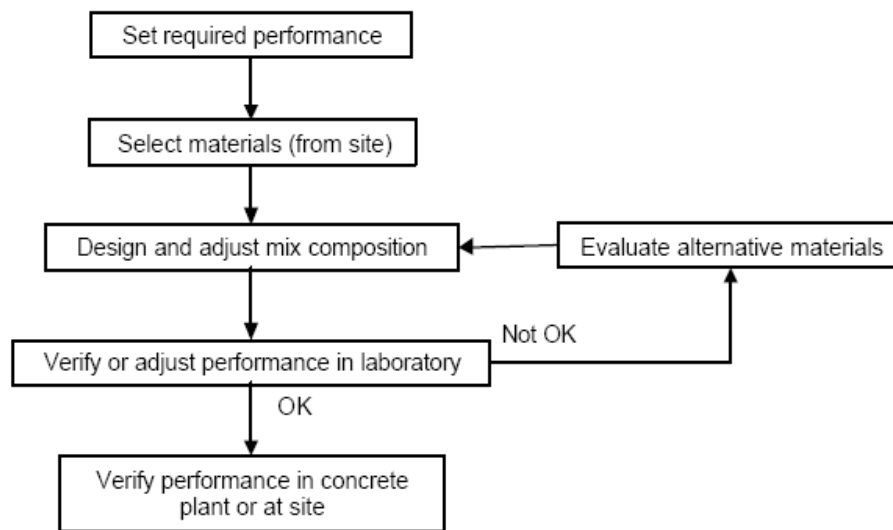 Set required performance
Select materials (from site)
Design and adjust mix composition
Evaluate alternative materials
Not OK
Verify or adjust performance in laboratory
OK
Verify performance in concrete
plant or at site